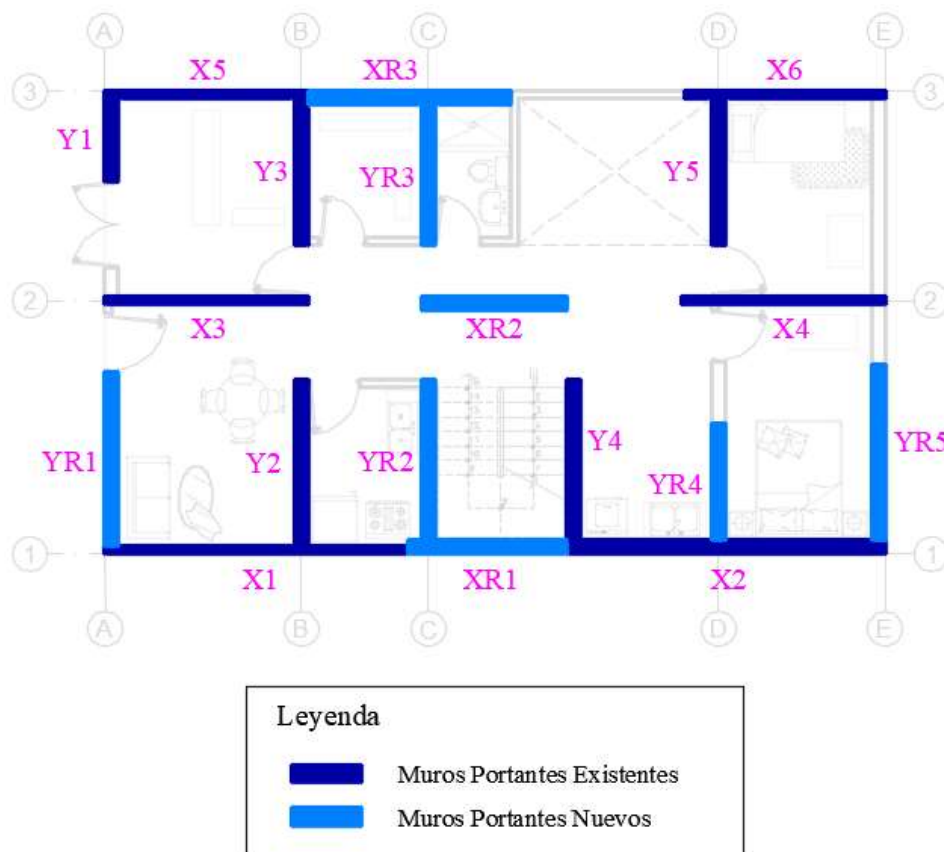 A B C D E
X5 XR3 X6
3 3
Y1 Y3 YR3 Y5
2 2
X3 XR2 X4
YR1 Y2 YR2 Y4 YR4 YR5
1 1
X1 XR1 X2
A B C D E
Leyenda
Muros Portantes Existentes
Muros Portantes Nuevos